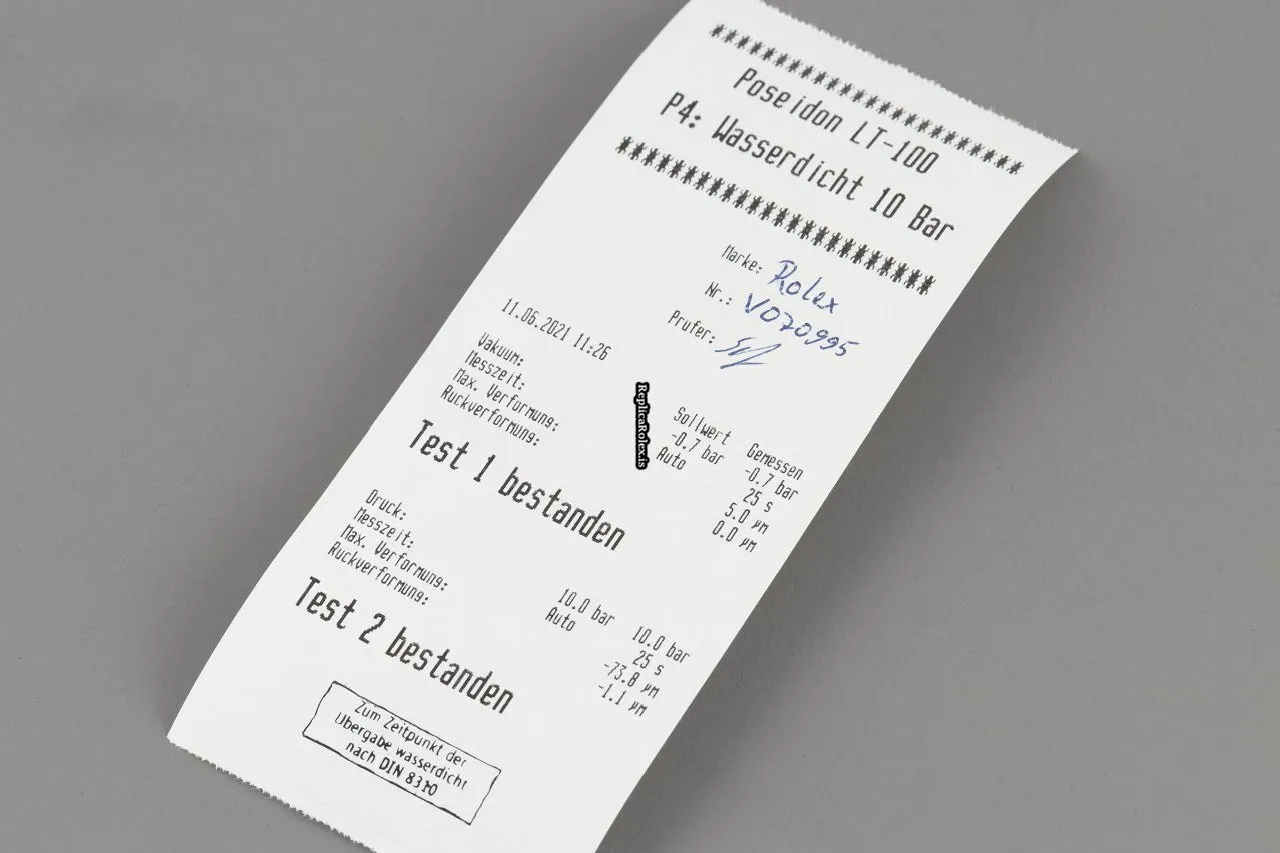 ************************
Poseidon LT-100
P4: Wasserdicht 10 Bar
************************
Marke: Rolex
Nr.: V070995
Prufer:
11.06.2021 11:26
Sollwert Gemessen
Vakuum: -0.7 bar -0.7 bar
Messzeit: Auto 25 s
Max. Verformung: 5.0 µm
Ruckverformung: 0.0 µm
Test 1 bestanden
Druck: 10.0 bar 10.0 bar
Messzeit: Auto 25 s
Max. Verformung: -73.8 µm
Ruckverformung: -1.1 µm
Test 2 bestanden
Zum Zeitpunkt der
Übergabe wasserdicht
nach DIN 8310
ReplicaRolex.is